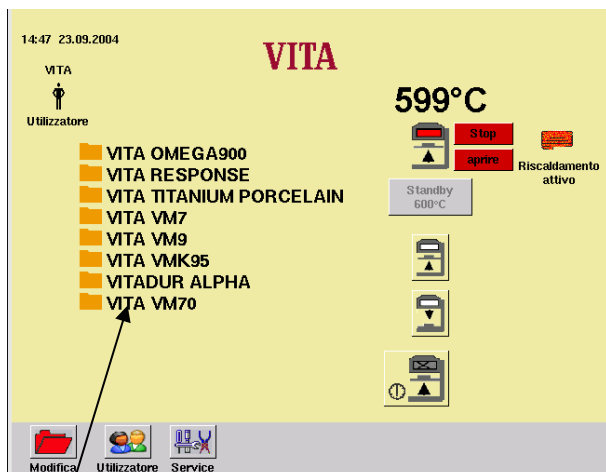 14:47 23.09.2004
VITA
VITA
Utilizzatore
599°C
Stop
aprire
Riscaldamento
attivo
Standby
600°C
VITA OMEGA900
VITA RESPONSE
VITA TITANIUM PORCELAIN
VITA VM7
VITA VM9
VITA VMK95
VITADUR ALPHA
VITA VM70
Modifica
Utilizzatore
Service